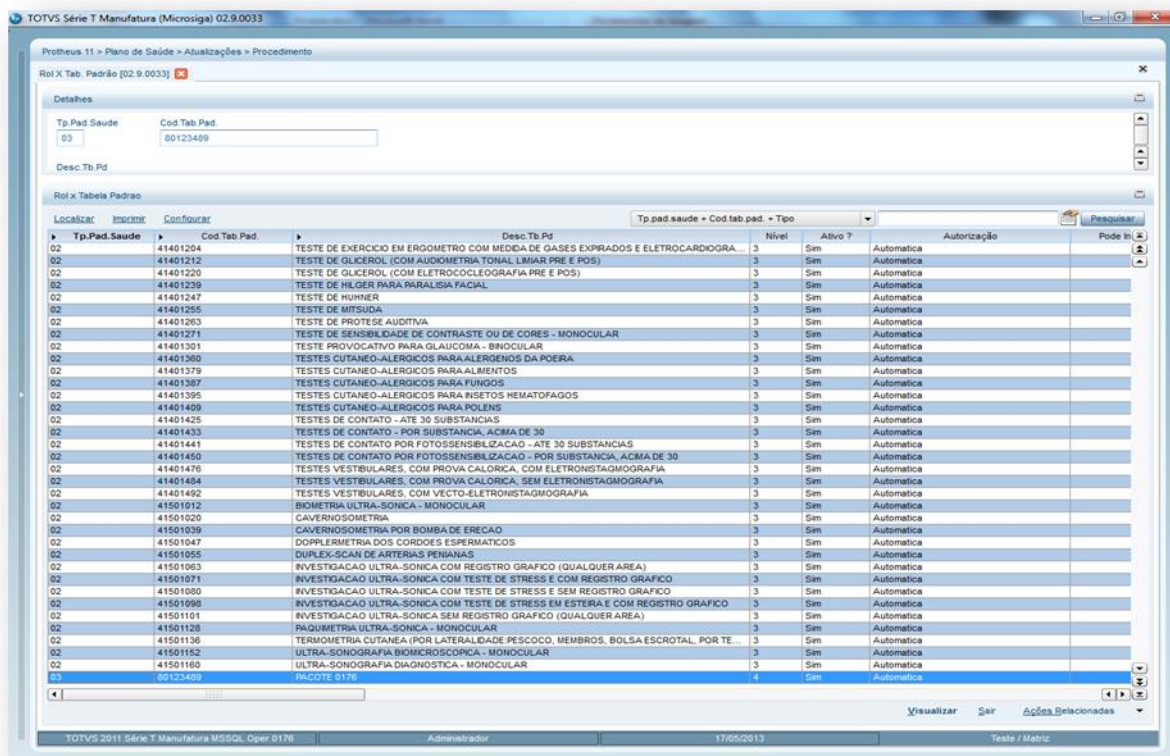 TOTVS Série T Manufatura (Microsiga) 02.9.0033
Protheus 11 > Plano de Saúde > Atualizações > Procedimento
Rol X Tab. Padrão [02.9.0033]
Detalhes
Tp.Pad.Saude Cod.Tab.Pad.
03 80123489
Desc.Tb.Pd
Rol x Tabela Padrao
Localizar Imprimir Configurar Tp.pad.saude + Cod.tab.pad. + Tipo Pesquisar
Tp.Pad.Saude Cod.Tab.Pad. Desc.Tb.Pd Nível Ativo ? Autorização Pode In
02 41401204 TESTE DE EXERCICIO EM ERGOMETRO COM MEDIDA DE GASES EXPIRADOS E ELETROCARDIOGRA... 3 Sim Automatica
02 41401212 TESTE DE GLICEROL (COM AUDIOMETRIA TONAL LIMIAR PRE E POS) 3 Sim Automatica
02 41401220 TESTE DE GLICEROL (COM ELETROCOCLEOGRAFIA PRE E POS) 3 Sim Automatica
02 41401239 TESTE DE HILGER PARA PARALISIA FACIAL 3 Sim Automatica
02 41401247 TESTE DE HUHNER 3 Sim Automatica
02 41401255 TESTE DE MITSUDA 3 Sim Automatica
02 41401263 TESTE DE PROTESE AUDITIVA 3 Sim Automatica
02 41401271 TESTE DE SENSIBILIDADE DE CONTRASTE OU DE CORES - MONOCULAR 3 Sim Automatica
02 41401301 TESTE PROVOCATIVO PARA GLAUCOMA - BINOCULAR 3 Sim Automatica
02 41401360 TESTES CUTANEO-ALERGICOS PARA ALERGENOS DA POEIRA 3 Sim Automatica
02 41401379 TESTES CUTANEO-ALERGICOS PARA ALIMENTOS 3 Sim Automatica
02 41401387 TESTES CUTANEO-ALERGICOS PARA FUNGOS 3 Sim Automatica
02 41401395 TESTES CUTANEO-ALERGICOS PARA INSETOS HEMATOFAGOS 3 Sim Automatica
02 41401409 TESTES CUTANEO-ALERGICOS PARA POLENS 3 Sim Automatica
02 41401425 TESTES DE CONTATO - ATE 30 SUBSTANCIAS 3 Sim Automatica
02 41401433 TESTES DE CONTATO - POR SUBSTANCIA, ACIMA DE 30 3 Sim Automatica
02 41401441 TESTES DE CONTATO POR FOTOSSENSIBILIZACAO - ATE 30 SUBSTANCIAS 3 Sim Automatica
02 41401450 TESTES DE CONTATO POR FOTOSSENSIBILIZACAO - POR SUBSTANCIA, ACIMA DE 30 3 Sim Automatica
02 41401476 TESTES VESTIBULARES, COM PROVA CALORICA, COM ELETRONISTAGMOGRAFIA 3 Sim Automatica
02 41401484 TESTES VESTIBULARES, COM PROVA CALORICA, SEM ELETRONISTAGMOGRAFIA 3 Sim Automatica
02 41401492 TESTES VESTIBULARES, COM VECTO-ELETRONISTAGMOGRAFIA 3 Sim Automatica
02 41501012 BIOMETRIA ULTRA-SONICA - MONOCULAR 3 Sim Automatica
02 41501020 CAVERNOSOMETRIA 3 Sim Automatica
02 41501039 CAVERNOSOMETRIA POR BOMBA DE ERECAO 3 Sim Automatica
02 41501047 DOPPLERMETRIA DOS CORDOES ESPERMATICOS 3 Sim Automatica
02 41501055 DUPLEX-SCAN DE ARTERIAS PENIANAS 3 Sim Automatica
02 41501063 INVESTIGACAO ULTRA-SONICA COM REGISTRO GRAFICO (QUALQUER AREA) 3 Sim Automatica
02 41501071 INVESTIGACAO ULTRA-SONICA COM TESTE DE STRESS E COM REGISTRO GRAFICO 3 Sim Automatica
02 41501080 INVESTIGACAO ULTRA-SONICA COM TESTE DE STRESS E SEM REGISTRO GRAFICO 3 Sim Automatica
02 41501098 INVESTIGACAO ULTRA-SONICA COM TESTE DE STRESS EM ESTEIRA E COM REGISTRO GRAFICO 3 Sim Automatica
02 41501101 INVESTIGACAO ULTRA-SONICA SEM REGISTRO GRAFICO (QUALQUER AREA) 3 Sim Automatica
02 41501128 PAQUIMETRIA ULTRA-SONICA - MONOCULAR 3 Sim Automatica
02 41501136 TERMOMETRIA CUTANEA (POR LATERALIDADE:PESCOCO, MEMBROS, BOLSA ESCROTAL, POR TE... 3 Sim Automatica
02 41501152 ULTRA-SONOGRAFIA BIOMICROSCOPICA - MONOCULAR 3 Sim Automatica
02 41501160 ULTRA-SONOGRAFIA DIAGNOSTICA - MONOCULAR 3 Sim Automatica
03 80123489 PACOTE 0176 4 Sim Automatica
Visualizar Sair Ações Relacionadas
TOTVS 2011 Série T Manufatura MSSQL Oper 0176 Administrador 17/05/2013 Teste / Matriz